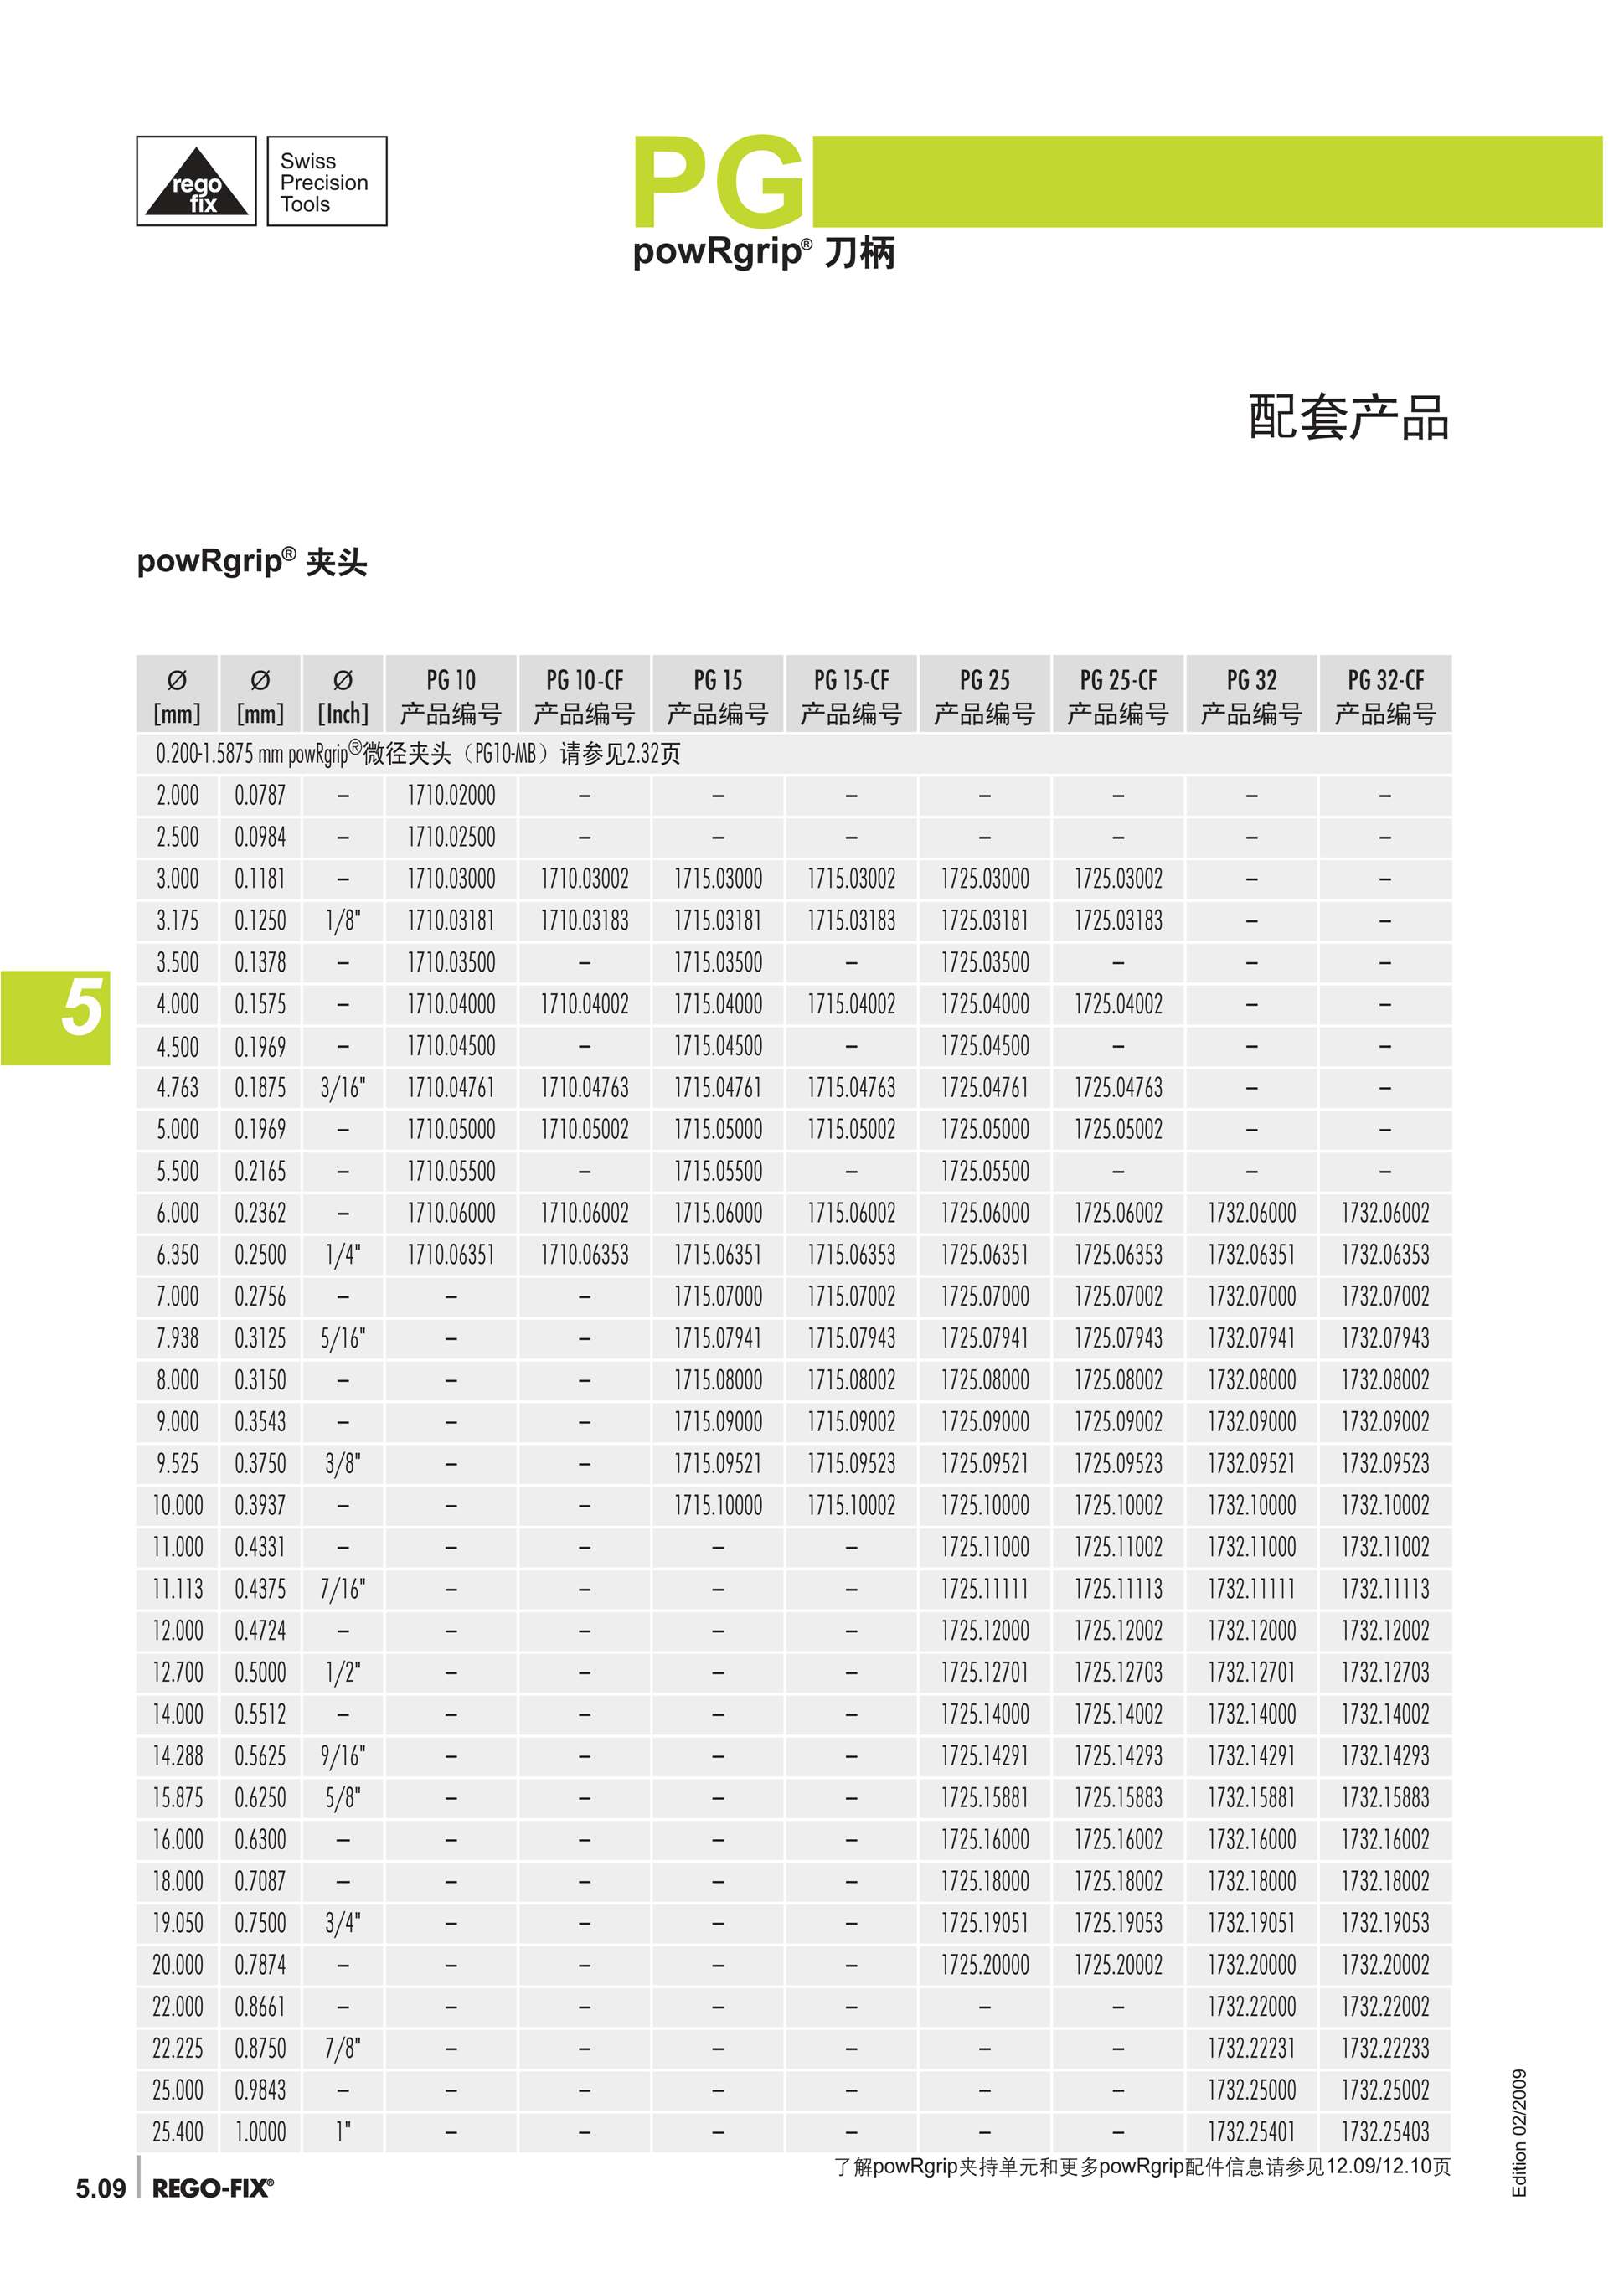 rego
fix
Swiss
Precision
Tools
PG
powRgrip® 刀柄
配套产品
powRgrip® 夹头
Ø Ø Ø PG 10 PG 10-CF PG 15 PG 15-CF PG 25 PG 25-CF PG 32 PG 32-CF
[mm] [mm] [Inch] 产品编号 产品编号 产品编号 产品编号 产品编号 产品编号 产品编号 产品编号
0.200-1.5875 mm powRgrip®微径夹头（PG10-MB）请参见2.32页
2.000 0.0787 – 1710.02000 – – – – – – –
2.500 0.0984 – 1710.02500 – – – – – – –
3.000 0.1181 – 1710.03000 1710.03002 1715.03000 1715.03002 1725.03000 1725.03002 – –
3.175 0.1250 1/8" 1710.03181 1710.03183 1715.03181 1715.03183 1725.03181 1725.03183 – –
3.500 0.1378 – 1710.03500 – 1715.03500 – 1725.03500 – – –
4.000 0.1575 – 1710.04000 1710.04002 1715.04000 1715.04002 1725.04000 1725.04002 – –
4.500 0.1969 – 1710.04500 – 1715.04500 – 1725.04500 – – –
4.763 0.1875 3/16" 1710.04761 1710.04763 1715.04761 1715.04763 1725.04761 1725.04763 – –
5.000 0.1969 – 1710.05000 1710.05002 1715.05000 1715.05002 1725.05000 1725.05002 – –
5.500 0.2165 – 1710.05500 – 1715.05500 – 1725.05500 – – –
6.000 0.2362 – 1710.06000 1710.06002 1715.06000 1715.06002 1725.06000 1725.06002 1732.06000 1732.06002
6.350 0.2500 1/4" 1710.06351 1710.06353 1715.06351 1715.06353 1725.06351 1725.06353 1732.06351 1732.06353
7.000 0.2756 – – – 1715.07000 1715.07002 1725.07000 1725.07002 1732.07000 1732.07002
7.938 0.3125 5/16" – – 1715.07941 1715.07943 1725.07941 1725.07943 1732.07941 1732.07943
8.000 0.3150 – – – 1715.08000 1715.08002 1725.08000 1725.08002 1732.08000 1732.08002
9.000 0.3543 – – – 1715.09000 1715.09002 1725.09000 1725.09002 1732.09000 1732.09002
9.525 0.3750 3/8" – – 1715.09521 1715.09523 1725.09521 1725.09523 1732.09521 1732.09523
10.000 0.3937 – – – 1715.10000 1715.10002 1725.10000 1725.10002 1732.10000 1732.10002
11.000 0.4331 – – – – – 1725.11000 1725.11002 1732.11000 1732.11002
11.113 0.4375 7/16" – – – – 1725.11111 1725.11113 1732.11111 1732.11113
12.000 0.4724 – – – – – 1725.12000 1725.12002 1732.12000 1732.12002
12.700 0.5000 1/2" – – – – 1725.12701 1725.12703 1732.12701 1732.12703
14.000 0.5512 – – – – – 1725.14000 1725.14002 1732.14000 1732.14002
14.288 0.5625 9/16" – – – – 1725.14291 1725.14293 1732.14291 1732.14293
15.875 0.6250 5/8" – – – – 1725.15881 1725.15883 1732.15881 1732.15883
16.000 0.6300 – – – – – 1725.16000 1725.16002 1732.16000 1732.16002
18.000 0.7087 – – – – – 1725.18000 1725.18002 1732.18000 1732.18002
19.050 0.7500 3/4" – – – – 1725.19051 1725.19053 1732.19051 1732.19053
20.000 0.7874 – – – – – 1725.20000 1725.20002 1732.20000 1732.20002
22.000 0.8661 – – – – – – – 1732.22000 1732.22002
22.225 0.8750 7/8" – – – – – – 1732.22231 1732.22233
25.000 0.9843 – – – – – – – 1732.25000 1732.25002
25.400 1.0000 1" – – – – – – 1732.25401 1732.25403
了解powRgrip夹持单元和更多powRgrip配件信息请参见12.09/12.10页
5
5.09 REGO-FIX®
Edition 02/2009